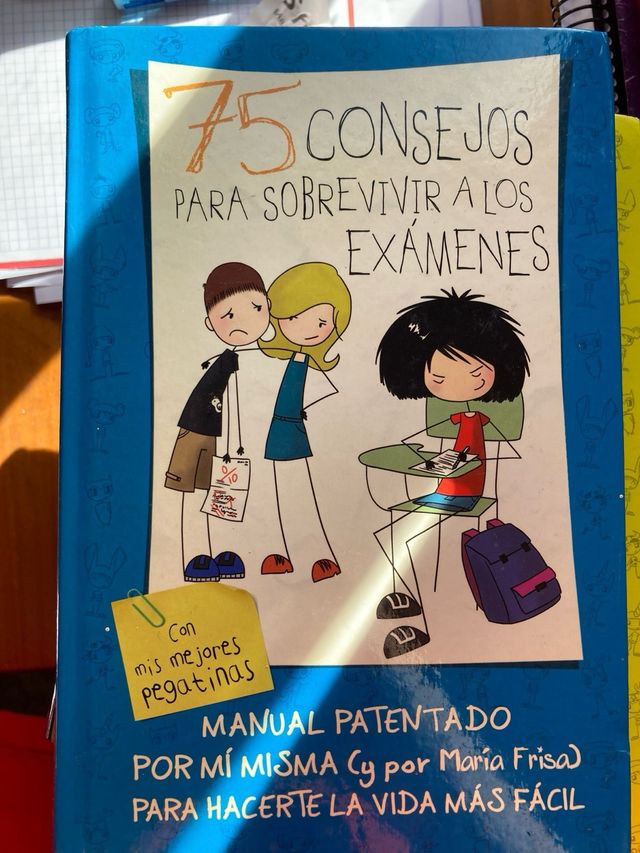 75 CONSEJOS
PARA SOBREVIVIR A LOS
EXÁMENES
Con
mis mejores
pegatinas
MANUAL PATENTADO
POR MÍ MISMA (y por María Frisa)
PARA HACERTE LA VIDA MÁS FÁCIL